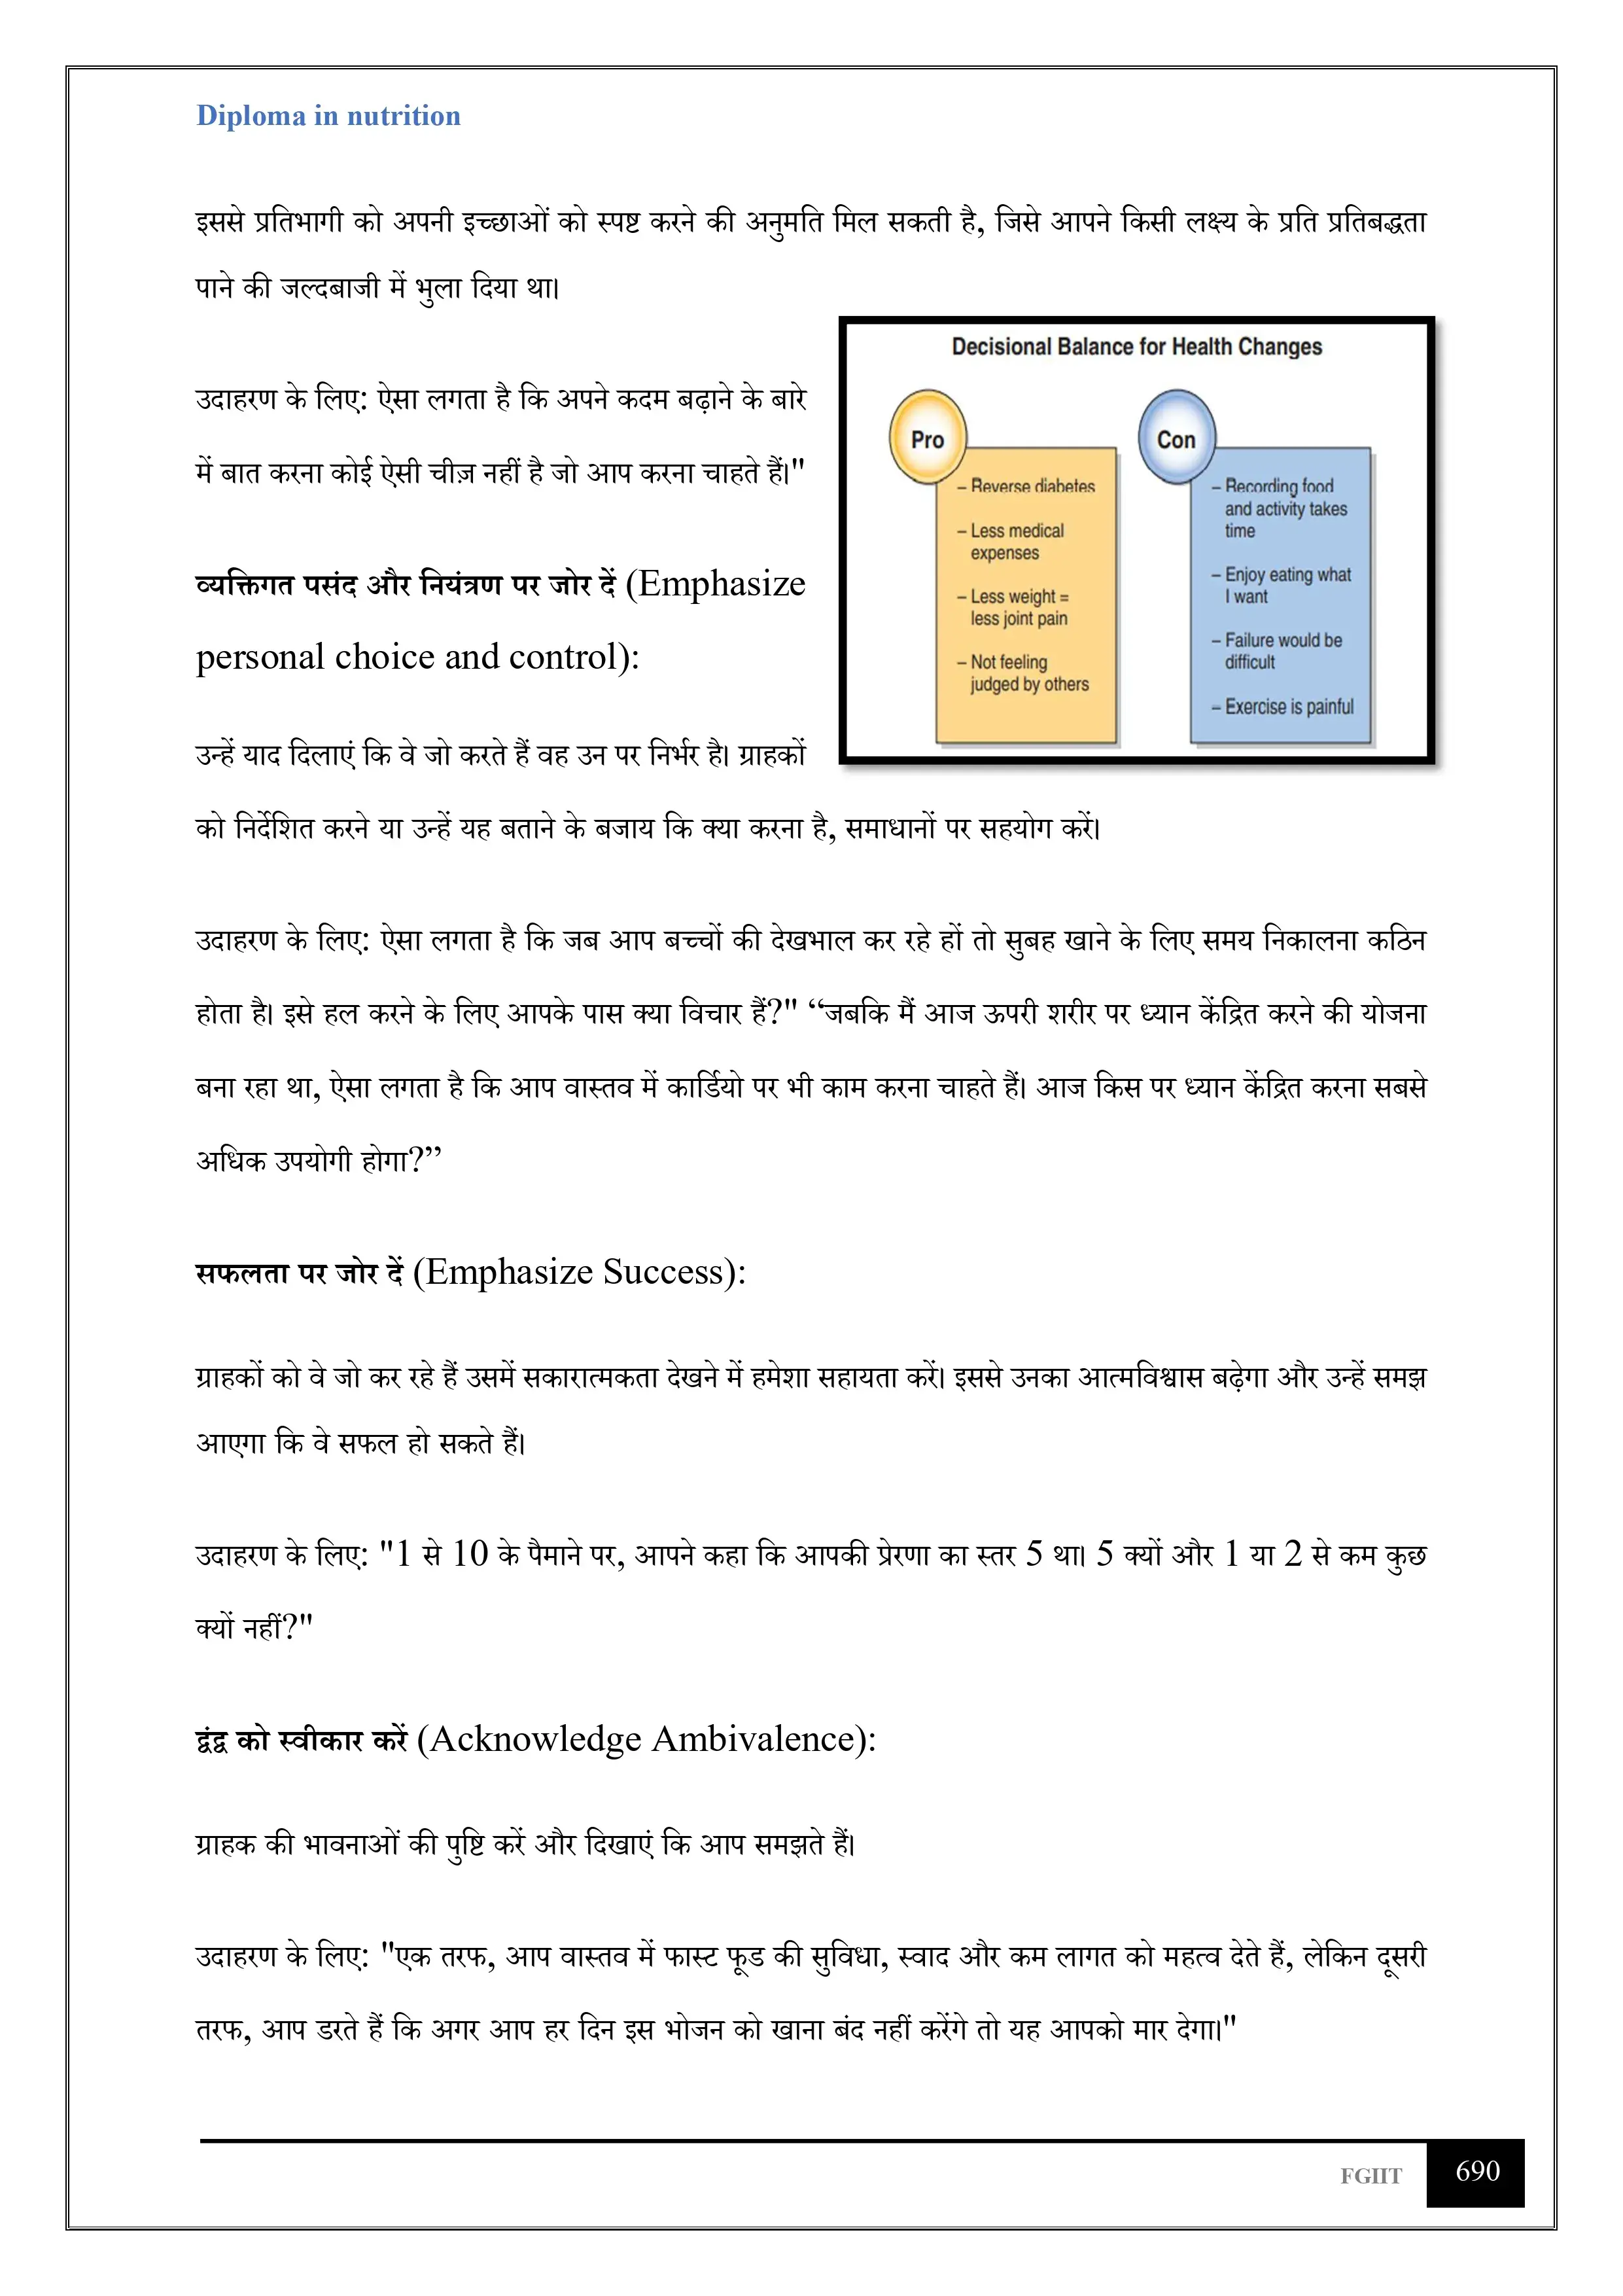 Diploma in nutrition
इससे प्रतिभागी को अपनी इच्छाओं को स्पष्ट करने की अनुमति मिल सकती है, जिसे आपने किसी लक्ष्य के प्रति प्रतिबद्धता
पाने की जल्दबाजी में भुला दिया था।
उदाहरण के लिए: ऐसा लगता है कि अपने कदम बढ़ाने के बारे
में बात करना कोई ऐसी चीज़ नहीं है जो आप करना चाहते हैं।"
व्यक्तिगत पसंद और नियंत्रण पर जोर दें (Emphasize
personal choice and control):
उन्हें याद दिलाएं कि वे जो करते हैं वह उन पर निर्भर है। ग्राहकों
Decisional Balance for Health Changes
Pro
– Reverse diabetes
– Less medical
expenses
– Less weight =
less joint pain
– Not feeling
judged by others
Con
– Recording food
and activity takes
time
– Enjoy eating what
I want
– Failure would be
difficult
– Exercise is painful
को निर्देशित करने या उन्हें यह बताने के बजाय कि क्या करना है, समाधानों पर सहयोग करें।
उदाहरण के लिए: ऐसा लगता है कि जब आप बच्चों की देखभाल कर रहे हों तो सुबह खाने के लिए समय निकालना कठिन
होता है। इसे हल करने के लिए आपके पास क्या विचार हैं?" “जबकि मैं आज ऊपरी शरीर पर ध्यान केंद्रित करने की योजना
बना रहा था, ऐसा लगता है कि आप वास्तव में कार्डियो पर भी काम करना चाहते हैं। आज किस पर ध्यान केंद्रित करना सबसे
अधिक उपयोगी होगा?”
सफलता पर जोर दें (Emphasize Success):
ग्राहकों को वे जो कर रहे हैं उसमें सकारात्मकता देखने में हमेशा सहायता करें। इससे उनका आत्मविश्वास बढ़ेगा और उन्हें समझ
आएगा कि वे सफल हो सकते हैं।
उदाहरण के लिए: "1 से 10 के पैमाने पर, आपने कहा कि आपकी प्रेरणा का स्तर 5 था। 5 क्यों और 1 या 2 से कम कुछ
क्यों नहीं?"
द्वंद्व को स्वीकार करें (Acknowledge Ambivalence):
ग्राहक की भावनाओं की पुष्टि करें और दिखाएं कि आप समझते हैं।
उदाहरण के लिए: "एक तरफ, आप वास्तव में फास्ट फूड की सुविधा, स्वाद और कम लागत को महत्व देते हैं, लेकिन दूसरी
तरफ, आप डरते हैं कि अगर आप हर दिन इस भोजन को खाना बंद नहीं करेंगे तो यह आपको मार देगा।"
FGIIT 690